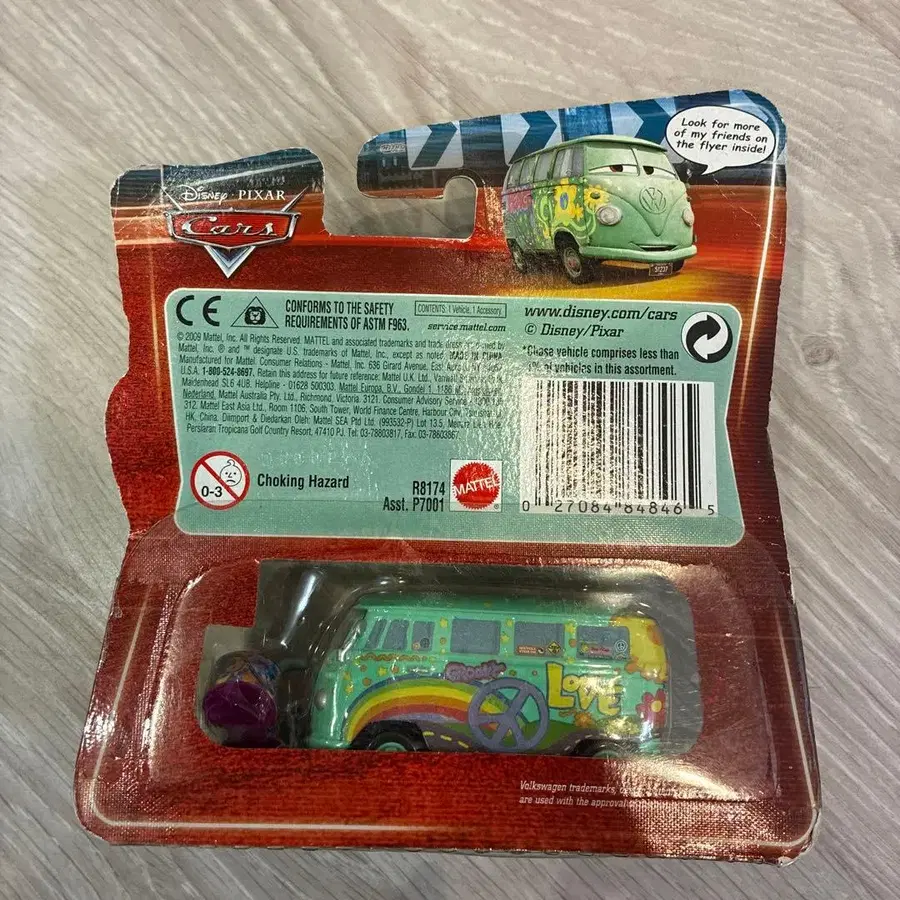 Look for more
of my friends on
the flyer inside!
Disney PIXAR
Cars
51237
CE
CONFORMS TO THE SAFETY
REQUIREMENTS OF ASTM F963.
CONTENTS: 1 Vehicle, 1 Accessory.
service.mattel.com
www.disney.com/cars
© Disney/Pixar
*Chase vehicle comprises less than
of vehicles in this assortment.
© 2009 Mattel, Inc. All Rights Reserved. MATTEL and associated trademarks and trade dress are owned by
Mattel, Inc. ® and ™ designate U.S. trademarks of Mattel, Inc., except as noted. MADE IN CHINA
Manufactured for Mattel. Consumer Relations - Mattel, Inc. 636 Girard Avenue, East Aurora, NY
U.S.A. 1-800-524-8697. Retain this address for future reference: Mattel U.K. Ltd., Vanwall
Maidenhead SL6 4UB. Helpline - 01628 500303. Mattel Europa, B.V., Gondel 1, 1186
Nederland. Mattel Australia Pty. Ltd., Richmond, Victoria. 3121. Consumer Advisory Service -
312. Mattel East Asia Ltd., Room 1106, South Tower, World Finance Centre, Harbour City, Tsimshatsui,
HK, China. Diimport & Diedarkan Oleh: Mattel SEA Ptd Ltd. (993532-P) Lot 13.5,
Persiaran Tropicana Golf Country Resort, 47410 PJ. Tel: 03-78803817, Fax: 03-78803867.
0-3
Choking Hazard
R8174
Asst. P7001
MATTEL
0 27084 84846 5
LOVE
Volkswagen trademarks,
are used with the approval